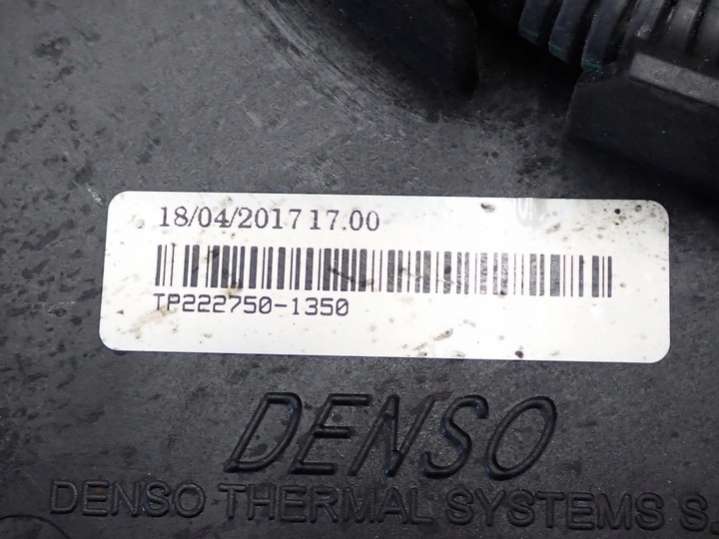 18/04/2017 17.00
TP222750-1350
DENSO
DENSO THERMAL SYSTEMS S.